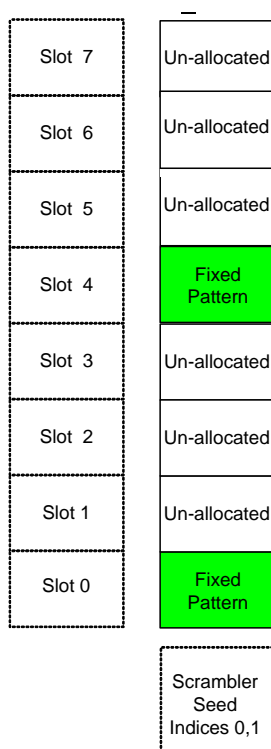 Slot 7
Un-allocated
Slot 6
Un-allocated
Slot 5
Un-allocated
Slot 4
Fixed
Pattern
Slot 3
Un-allocated
Slot 2
Un-allocated
Slot 1
Un-allocated
Slot 0
Fixed
Pattern
Scrambler
Seed
Indices 0,1